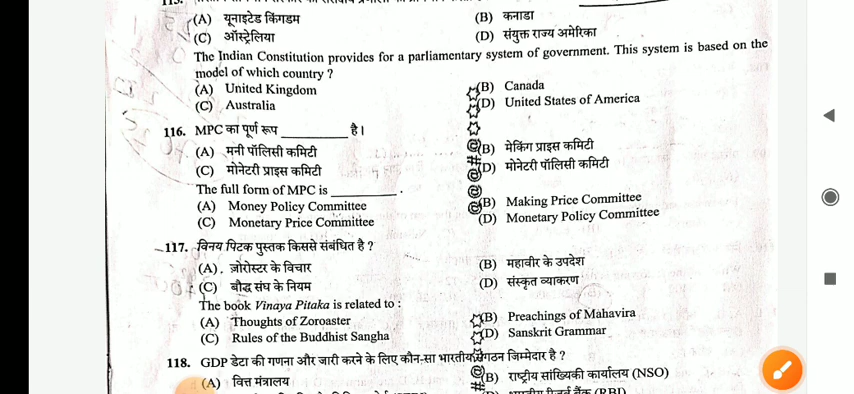 115.
(A) यूनाइटेड किंगडम (B) कनाडा
(C) ऑस्ट्रेलिया (D) संयुक्त राज्य अमेरिका
The Indian Constitution provides for a parliamentary system of government. This system is based on the
model of which country ?
(A) United Kingdom (B) Canada
(C) Australia (D) United States of America
116. MPC का पूर्ण रूप ________ है।
(A) मनी पॉलिसी कमिटी (B) मेकिंग प्राइस कमिटी
(C) मोनेटरी प्राइस कमिटी (D) मोनेटरी पॉलिसी कमिटी
The full form of MPC is ________ .
(A) Money Policy Committee (B) Making Price Committee
(C) Monetary Price Committee (D) Monetary Policy Committee
117. विनय पिटक पुस्तक किससे संबंधित है ?
(A) ज़ोरोस्टर के विचार (B) महावीर के उपदेश
(C) बौद्ध संघ के नियम (D) संस्कृत व्याकरण
The book Vinaya Pitaka is related to :
(A) Thoughts of Zoroaster (B) Preachings of Mahavira
(C) Rules of the Buddhist Sangha (D) Sanskrit Grammar
118. GDP डेटा की गणना और जारी करने के लिए कौन-सा भारतीय संगठन जिम्मेदार है ?
(A) वित्त मंत्रालय (B) राष्ट्रीय सांख्यिकी कार्यालय (NSO)
(RBI)